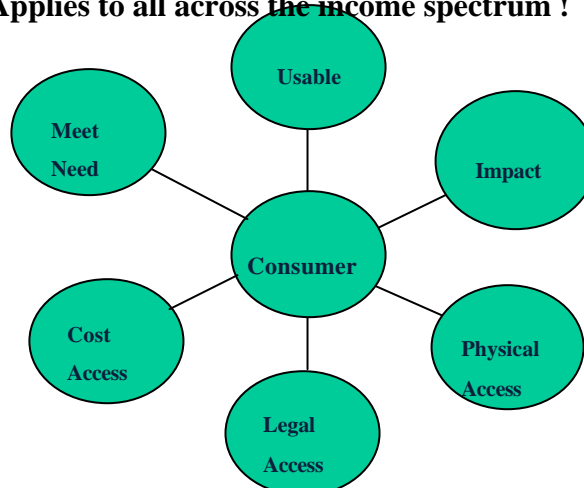 Applies to all across the income spectrum !
Usable
Meet
Need
Impact
Consumer
Cost
Access
Physical
Access
Legal
Access